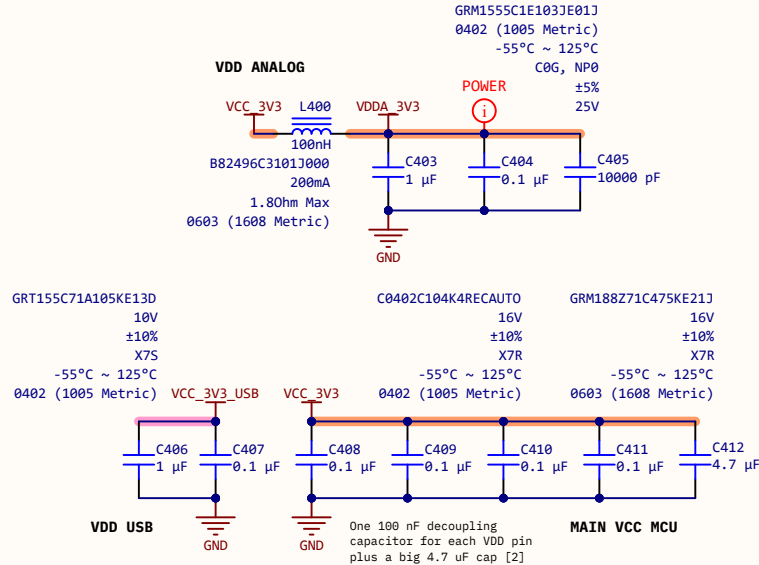 GRM1555C1E103JE01J
0402 (1005 Metric)
-55°C ~ 125°C
C0G, NP0
±5%
25V
VDD ANALOG
POWER
i
VCC_3V3
L400
VDDA_3V3
100nH
B82496C3101J000
200mA
1.8Ohm Max
0603 (1608 Metric)
C403
1 µF
C404
0.1 µF
C405
10000 pF
GND
GRT155C71A105KE13D
10V
±10%
X7S
-55°C ~ 125°C
0402 (1005 Metric)
VCC_3V3_USB
VCC_3V3
C0402C104K4RECAUTO
16V
±10%
X7R
-55°C ~ 125°C
0402 (1005 Metric)
GRM188Z71C475KE21J
16V
±10%
X7R
-55°C ~ 125°C
0603 (1608 Metric)
C406
1 µF
C407
0.1 µF
C408
0.1 µF
C409
0.1 µF
C410
0.1 µF
C411
0.1 µF
C412
4.7 µF
VDD USB
GND
GND
One 100 nF decoupling
capacitor for each VDD pin
plus a big 4.7 uF cap [2]
MAIN VCC MCU